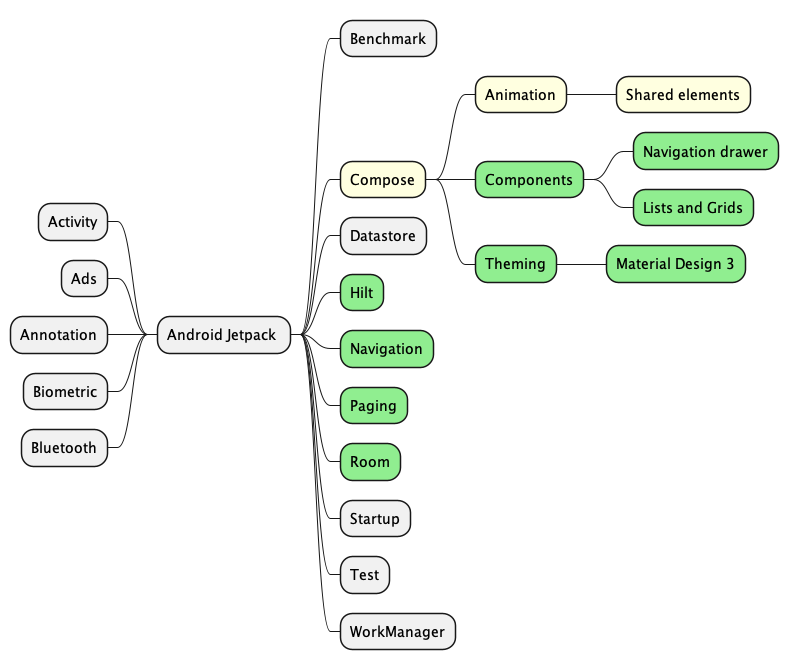 Benchmark
Animation
Shared elements
Navigation drawer
Compose
Components
Lists and Grids
Activity
Datastore
Theming
Material Design 3
Ads
Hilt
Annotation
Android Jetpack
Navigation
Biometric
Paging
Bluetooth
Room
Startup
Test
WorkManager